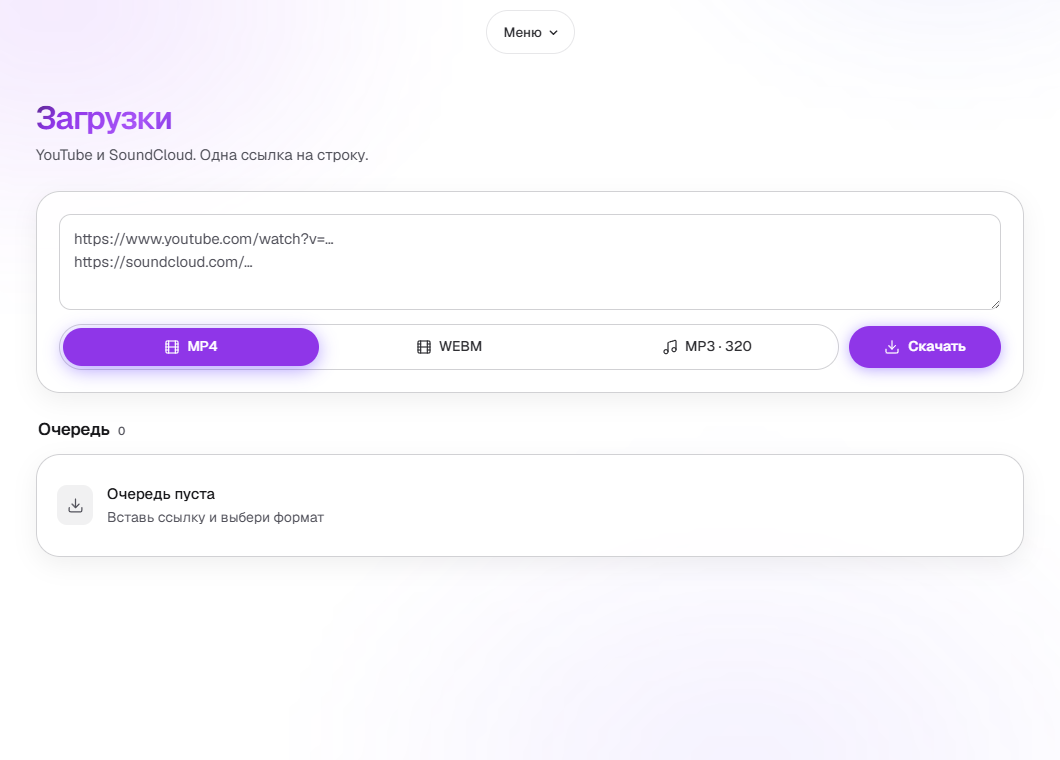 Меню
Загрузки
YouTube и SoundCloud. Одна ссылка на строку.
https://www.youtube.com/watch?v=…
https://soundcloud.com/…
MP4
WEBM
MP3 · 320
Скачать
Очередь 0
Очередь пуста
Вставь ссылку и выбери формат